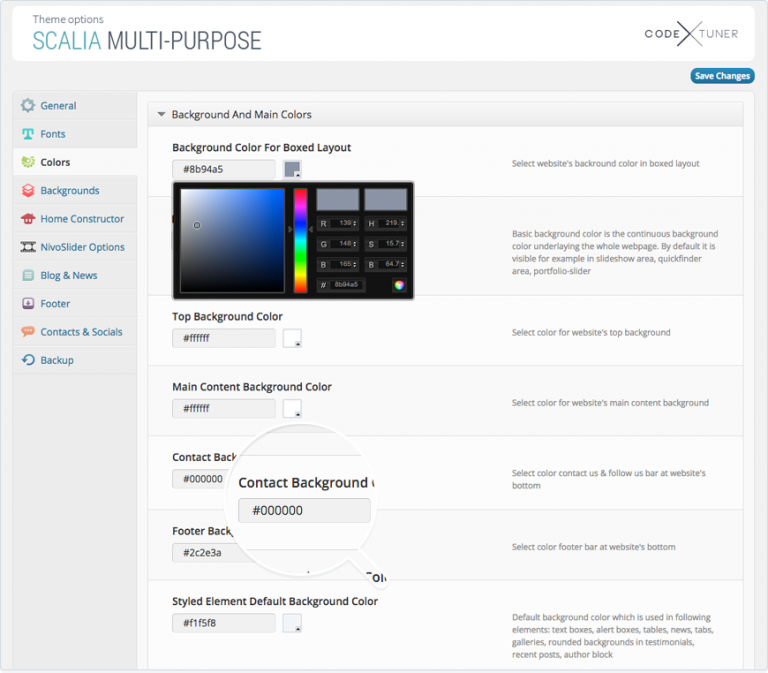 Theme options
SCALIA MULTI-PURPOSE
CODE X TUNER
Save Changes
General
Fonts
Colors
Backgrounds
Home Constructor
NivoSlider Options
Blog & News
Footer
Contacts & Socials
Backup
Background And Main Colors
Background Color For Boxed Layout
#8b94a5
Select website's backround color in boxed layout
R 139
H 218.
G 148
S 15.7
B 165
B 64.7
# 8b94a5
Basic background color is the continuous background
color underlaying the whole webpage. By default it is
visible for example in slideshow area, quickfinder
area, portfolio-slider
Top Background Color
#ffffff
Select color for website's top background
Main Content Background Color
#ffffff
Select color for website's main content background
Contact Back
#000000
Select color contact us & follow us bar at website's
bottom
Contact Background
#000000
Footer Back
#2c2e3a
Select color footer bar at website's bottom
Styled Element Default Background Color
#f1f5f8
Default background color which is used in following
elements: text boxes, alert boxes, tables, news, tabs,
galleries, rounded backgrounds in testimonials,
recent posts, author block